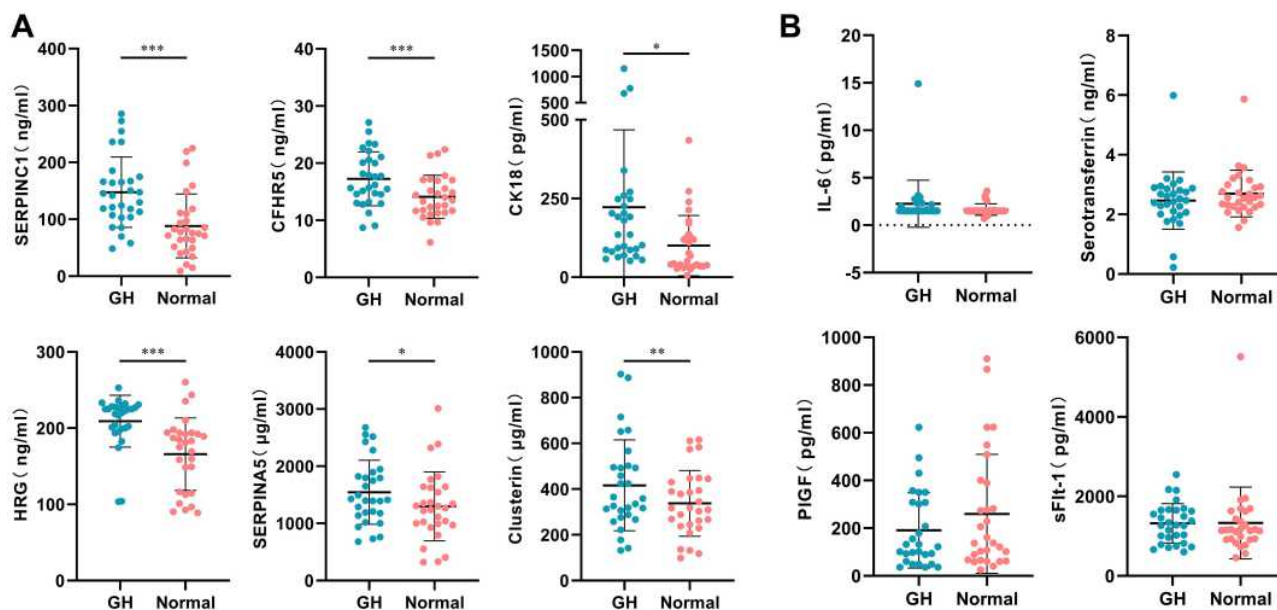 A
B
SERPINC1( ng/ml)
400
300
200
100
0
***
GH
Normal
CFHR5( ng/ml)
40
30
20
10
0
***
GH
Normal
CK18( pg/ml)
1500
1000
500
500
250
0
*
GH
Normal
IL-6( pg/ml)
20
15
10
5
0
-5
GH
Normal
Serotransferrin( ng/ml)
8
6
4
2
0
GH
Normal
HRG( ng/ml)
300
200
100
0
***
GH
Normal
SERPINA5( μg/ml)
4000
3000
2000
1000
0
*
GH
Normal
Clusterin( μg/ml)
1000
800
600
400
200
0
**
GH
Normal
PlGF( pg/ml)
1000
800
600
400
200
0
GH
Normal
sFlt-1( pg/ml)
6000
4000
2000
0
GH
Normal